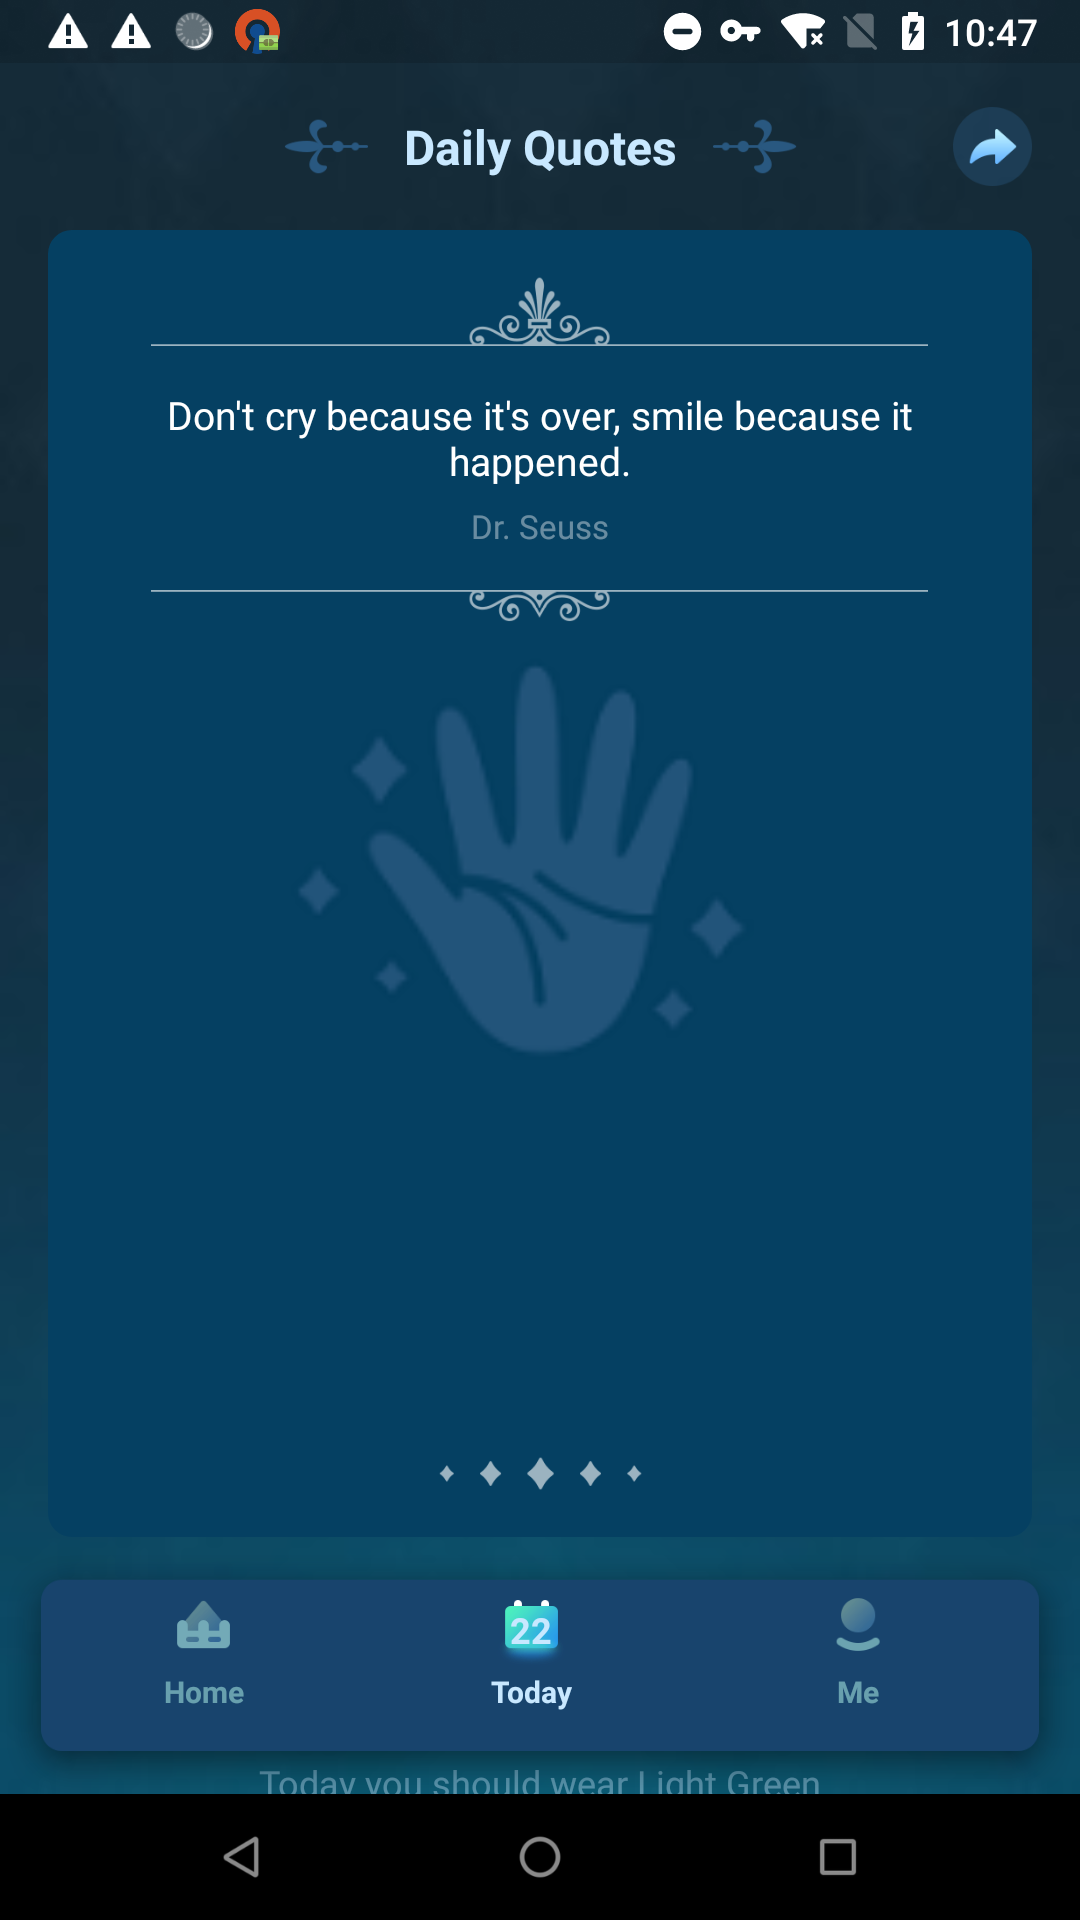 10:47
Daily Quotes
Don't cry because it's over, smile because it
happened.
Dr. Seuss
22
Home
Today
Me
Today you should wear Light Green